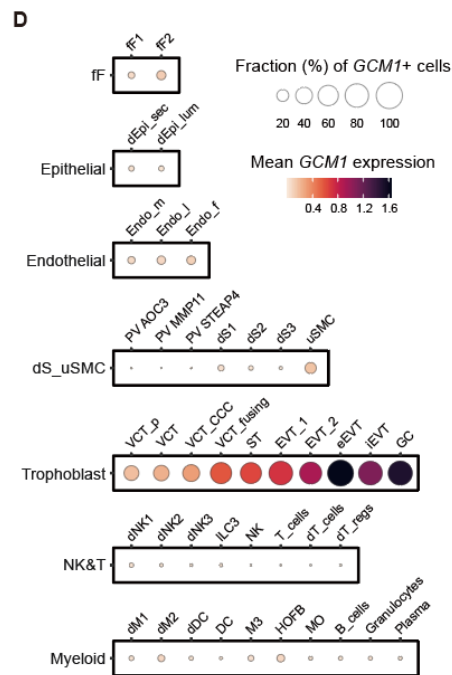 D
fF1 fF2
fF
Fraction (%) of GCM1+ cells
20 40 60 80 100
dEpi_sec dEpi_lum
Epithelial
Mean GCM1 expression
0.4 0.8 1.2 1.6
Endo_m Endo_l Endo_f
Endothelial
PV AOC3 PV MMP11 PV STEAP4 dS1 dS2 dS3 uSMC
dS_uSMC
VCT_p VCT VCT_CCC VCT_fusing ST EVT_1 EVT_2 eEVT iEVT GC
Trophoblast
dNK1 dNK2 dNK3 ILC3 NK T_cells dT_cells dT_regs
NK&T
dM1 dM2 dDC DC M3 HOFB MO B_cells Granulocytes Plasma
Myeloid